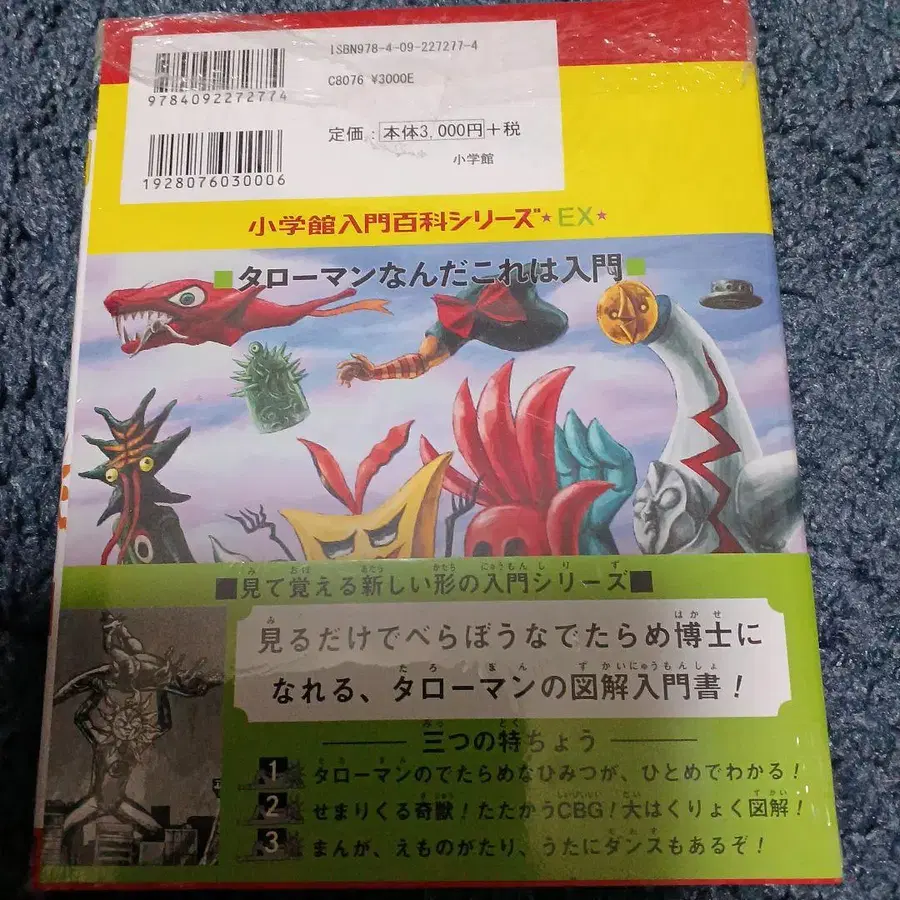 ISBN978-4-09-227277-4
C8076 ¥3000E
9784092272774
定価：本体3,000円＋税
1928076030006
小学館
小学館入門百科シリーズ★EX★
■タローマンなんだこれは入門■
■見て覚える新しい形の入門シリーズ■
見るだけでべらぼうなでたらめ博士に
なれる、タローマンの図解入門書！
三つの特ちょう
1 タローマンのでたらめなひみつが、ひとめでわかる！
2 せまりくる奇獣！たたかうCBG！大はくりょく図解！
3 まんが、えものがたり、うたにダンスもあるぞ！